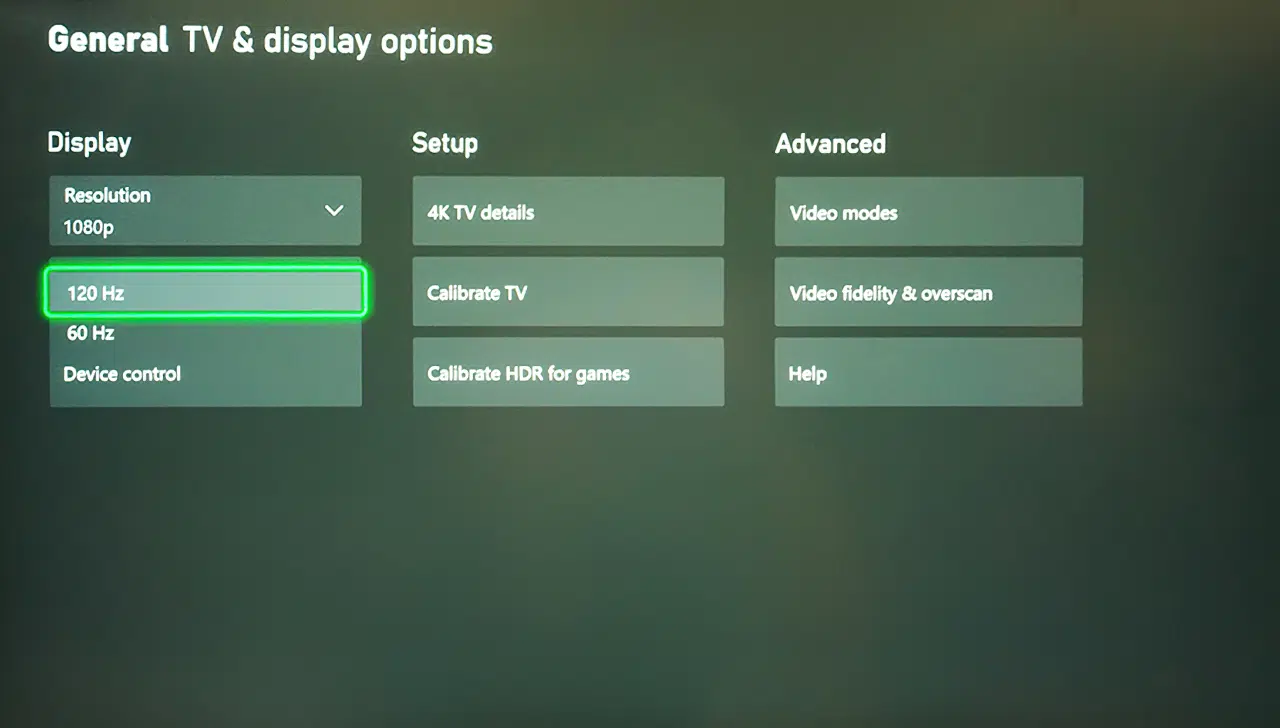 General TV & display options
Display
Resolution
1080p
120 Hz
60 Hz
Device control
Setup
4K TV details
Calibrate TV
Calibrate HDR for games
Advanced
Video modes
Video fidelity & overscan
Help